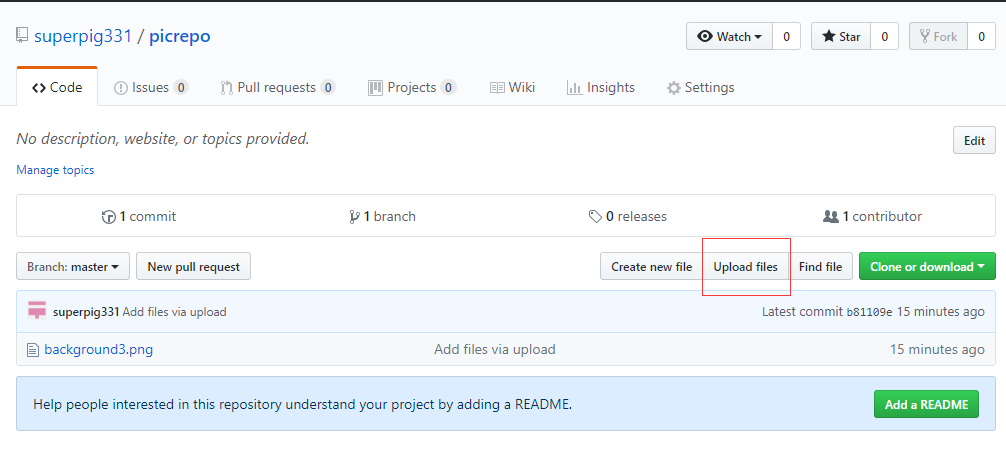 superpig331 / picrepo
Watch 0 Star 0 Fork 0
Code Issues 0 Pull requests 0 Projects 0 Wiki Insights Settings
No description, website, or topics provided. Edit
Manage topics
1 commit 1 branch 0 releases 1 contributor
Branch: master New pull request Create new file Upload files Find file Clone or download
superpig331 Add files via upload Latest commit b81109e 15 minutes ago
background3.png Add files via upload 15 minutes ago
Help people interested in this repository understand your project by adding a README. Add a README